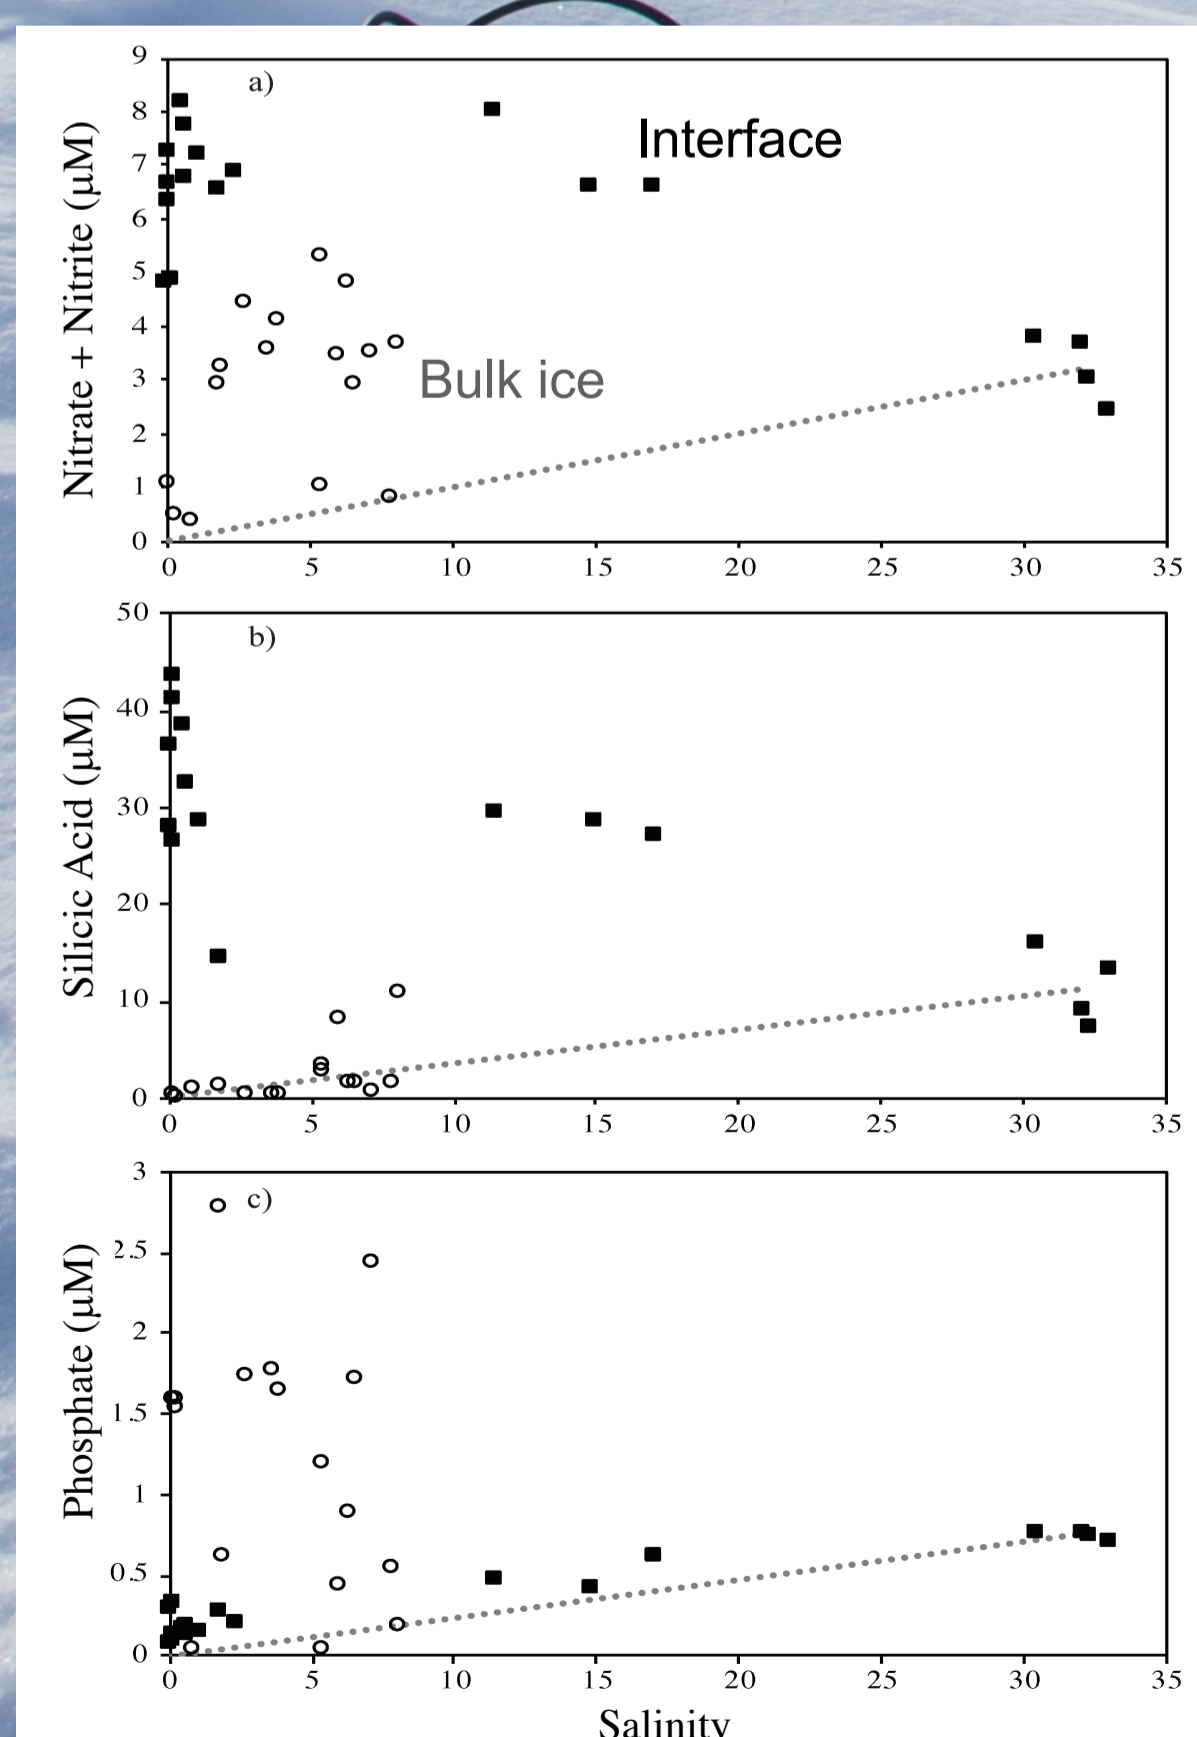 a)
Interface
Bulk ice
Nitrate + Nitrite (µM)
9
8
7
6
5
4
3
2
1
0
0 5 10 15 20 25 30 35
b)
Silicic Acid (µM)
50
40
30
20
10
0
0 5 10 15 20 25 30 35
c)
Phosphate (µM)
3
2.5
2
1.5
1
0.5
0
0 5 10 15 20 25 30 35
Salinity